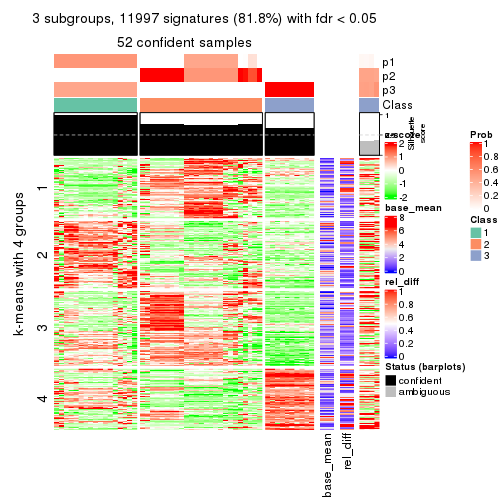 3 subgroups, 11997 signatures (81.8%) with fdr < 0.05
52 confident samples
p1
p2
p3
Class
1
Silhouette
score
z-score
2
1
0
-1
-2
Prob
1
0.8
0.6
0.4
0.2
0
base_mean
8
6
4
2
0
Class
1
2
3
rel_diff
1
0.8
0.6
0.4
0.2
0
Status (barplots)
confident
ambiguous
k-means with 4 groups
1
2
3
4
base_mean
rel_diff